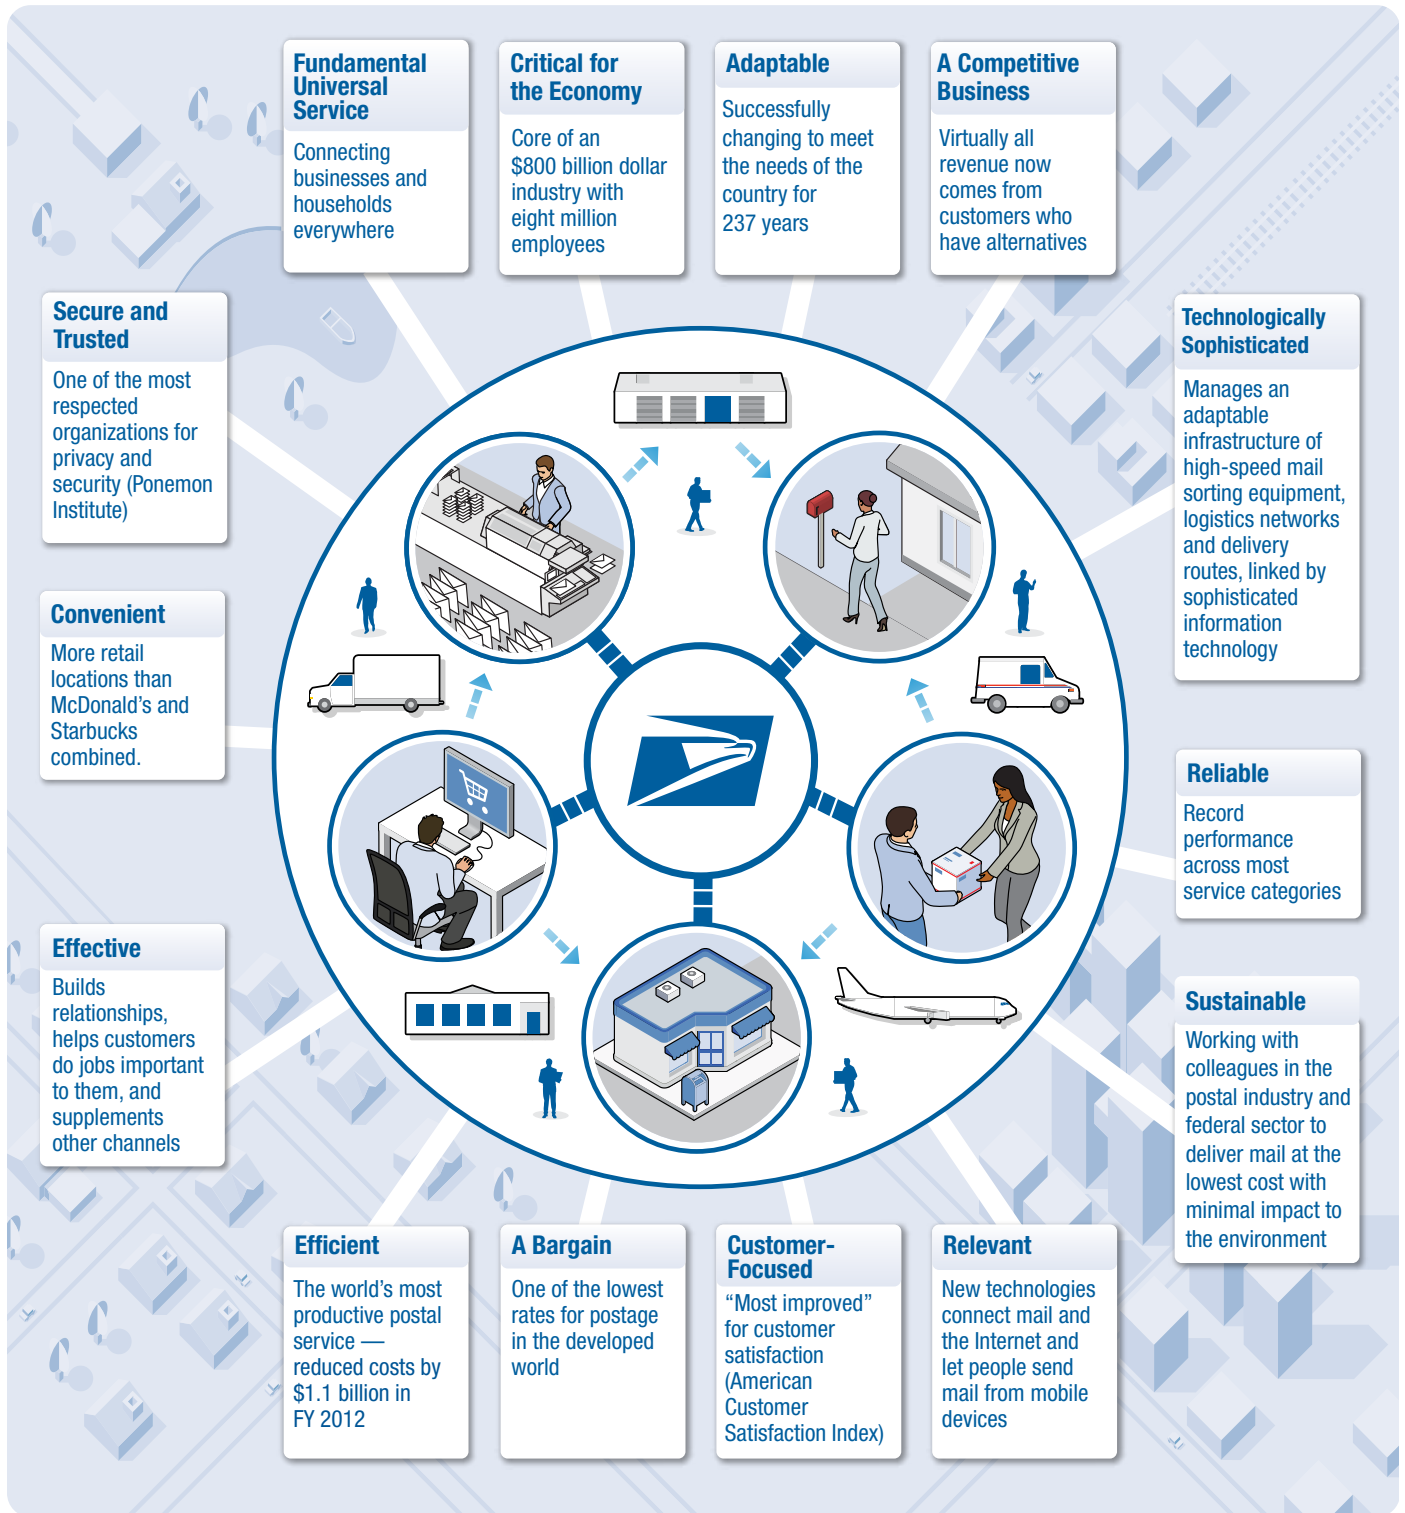 Fundamental
Universal
Service
Connecting
businesses and
households
everywhere
Critical for
the Economy
Core of an
$800 billion dollar
industry with
eight million
employees
Adaptable
Successfully
changing to meet
the needs of the
country for
237 years
A Competitive
Business
Virtually all
revenue now
comes from
customers who
have alternatives
Secure and
Trusted
One of the most
respected
organizations for
privacy and
security (Ponemon
Institute)
Technologically
Sophisticated
Manages an
adaptable
infrastructure of
high-speed mail
sorting equipment,
logistics networks
and delivery
routes, linked by
sophisticated
information
technology
Convenient
More retail
locations than
McDonald’s and
Starbucks
combined.
Reliable
Record
performance
across most
service categories
Effective
Builds
relationships,
helps customers
do jobs important
to them, and
supplements
other channels
Sustainable
Working with
colleagues in the
postal industry and
federal sector to
deliver mail at the
lowest cost with
minimal impact to
the environment
Efficient
The world’s most
productive postal
service —
reduced costs by
$1.1 billion in
FY 2012
A Bargain
One of the lowest
rates for postage
in the developed
world
Customer-
Focused
“Most improved”
for customer
satisfaction
(American
Customer
Satisfaction Index)
Relevant
New technologies
connect mail and
the Internet and
let people send
mail from mobile
devices